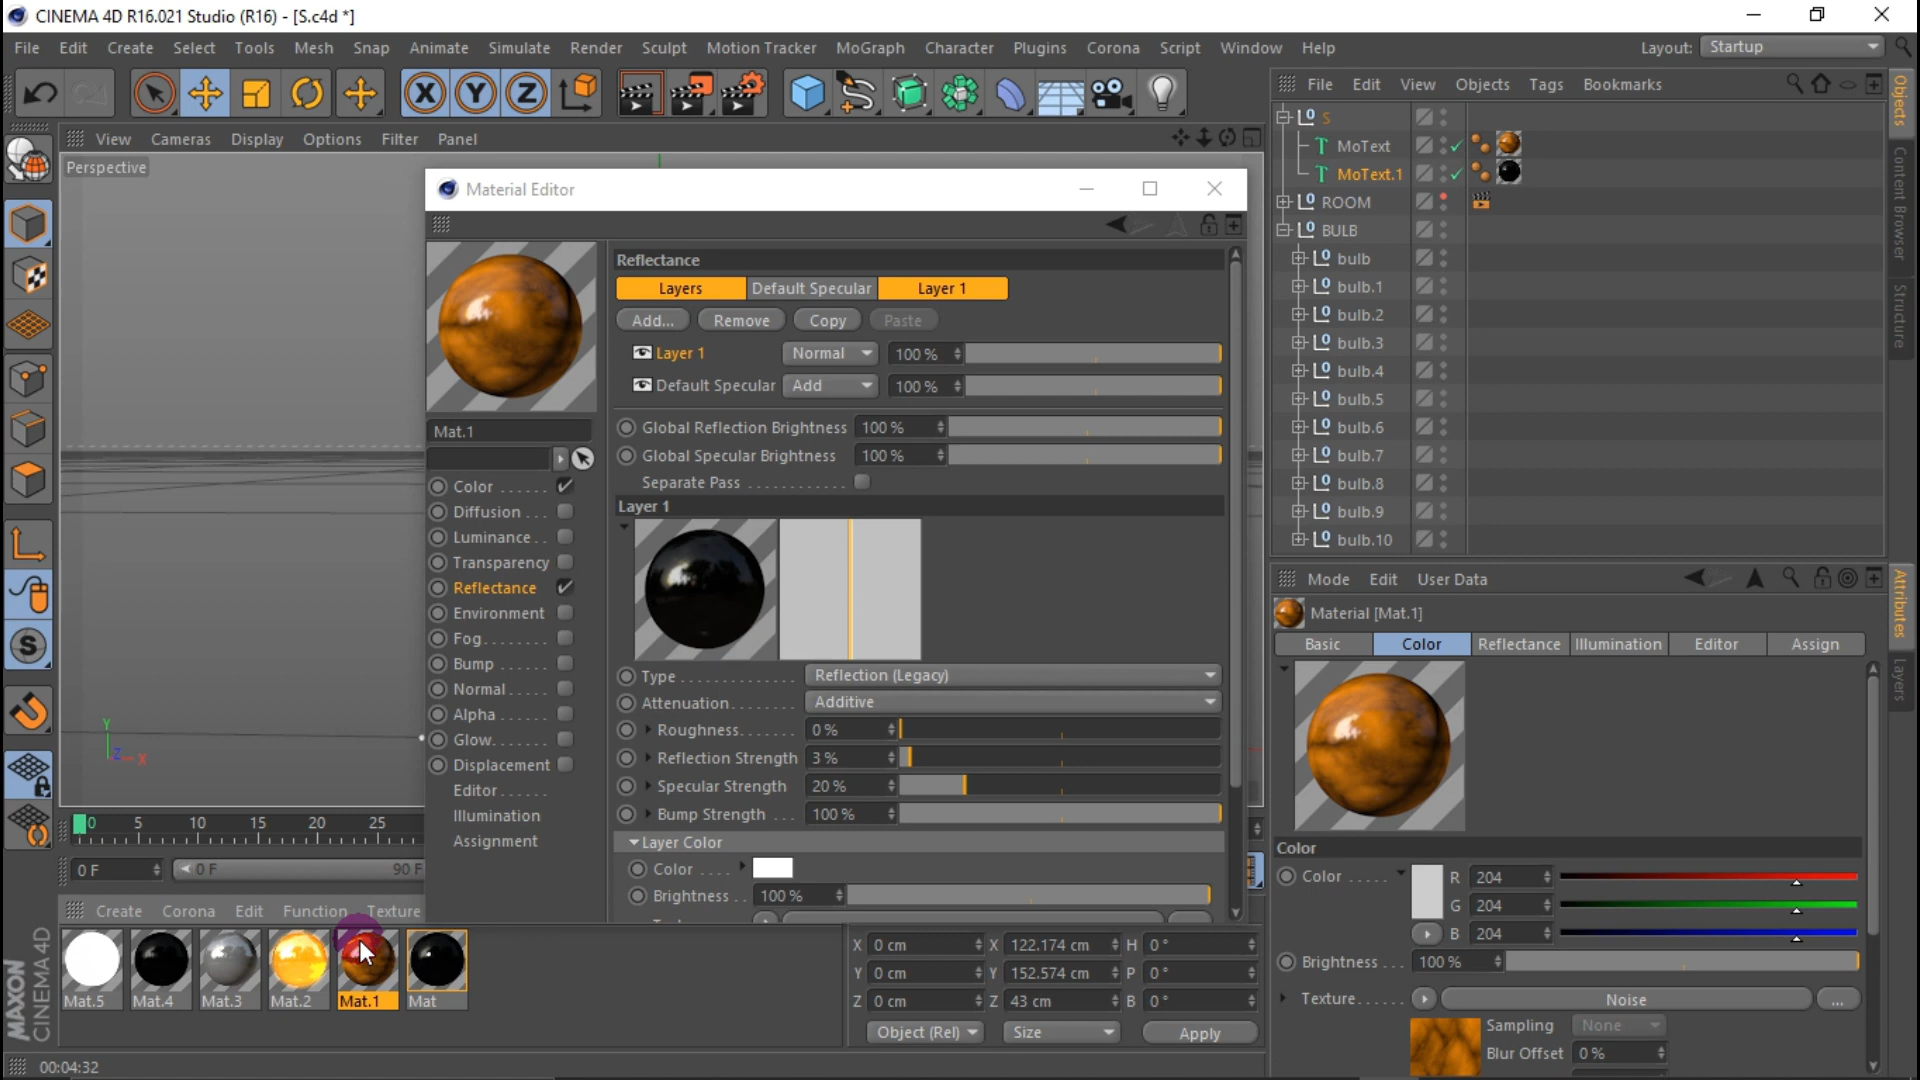 CINEMA 4D R16.021 Studio (R16) - [S.c4d *]
File Edit Create Select Tools Mesh Snap Animate Simulate Render Sculpt Motion Tracker MoGraph Character Plugins Corona Script Window Help Layout: Startup
View Cameras Display Options Filter Panel
Perspective
Y
Z
X
0 5 10 15 20 25
0 F 0 F 90 F
Create Corona Edit Function Texture
Mat.5 Mat.4 Mat.3 Mat.2 Mat.1 Mat
MAXON
CINEMA 4D
00:04:32
Material Editor
Mat.1
Color
Diffusion
Luminance
Transparency
Reflectance
Environment
Fog
Bump
Normal
Alpha
Glow
Displacement
Editor
Illumination
Assignment
Reflectance
Layers Default Specular Layer 1
Add... Remove Copy Paste
Layer 1 Normal 100 %
Default Specular Add 100 %
Global Reflection Brightness 100 %
Global Specular Brightness 100 %
Separate Pass
Layer 1
Type Reflection (Legacy)
Attenuation Additive
Roughness 0 %
Reflection Strength 3 %
Specular Strength 20 %
Bump Strength 100 %
Layer Color
Color
Brightness 100 %
X 0 cm X 122.174 cm H 0 °
Y 0 cm Y 152.574 cm P 0 °
Z 0 cm Z 43 cm B 0 °
Object (Rel) Size Apply
File Edit View Objects Tags Bookmarks
S
MoText
MoText.1
ROOM
BULB
bulb
bulb.1
bulb.2
bulb.3
bulb.4
bulb.5
bulb.6
bulb.7
bulb.8
bulb.9
bulb.10
Objects
Content Browser
Structure
Attributes
Layers
Mode Edit User Data
Material [Mat.1]
Basic Color Reflectance Illumination Editor Assign
Color
Color R 204
G 204
B 204
Brightness 100 %
Texture Noise ...
Sampling None
Blur Offset 0 %